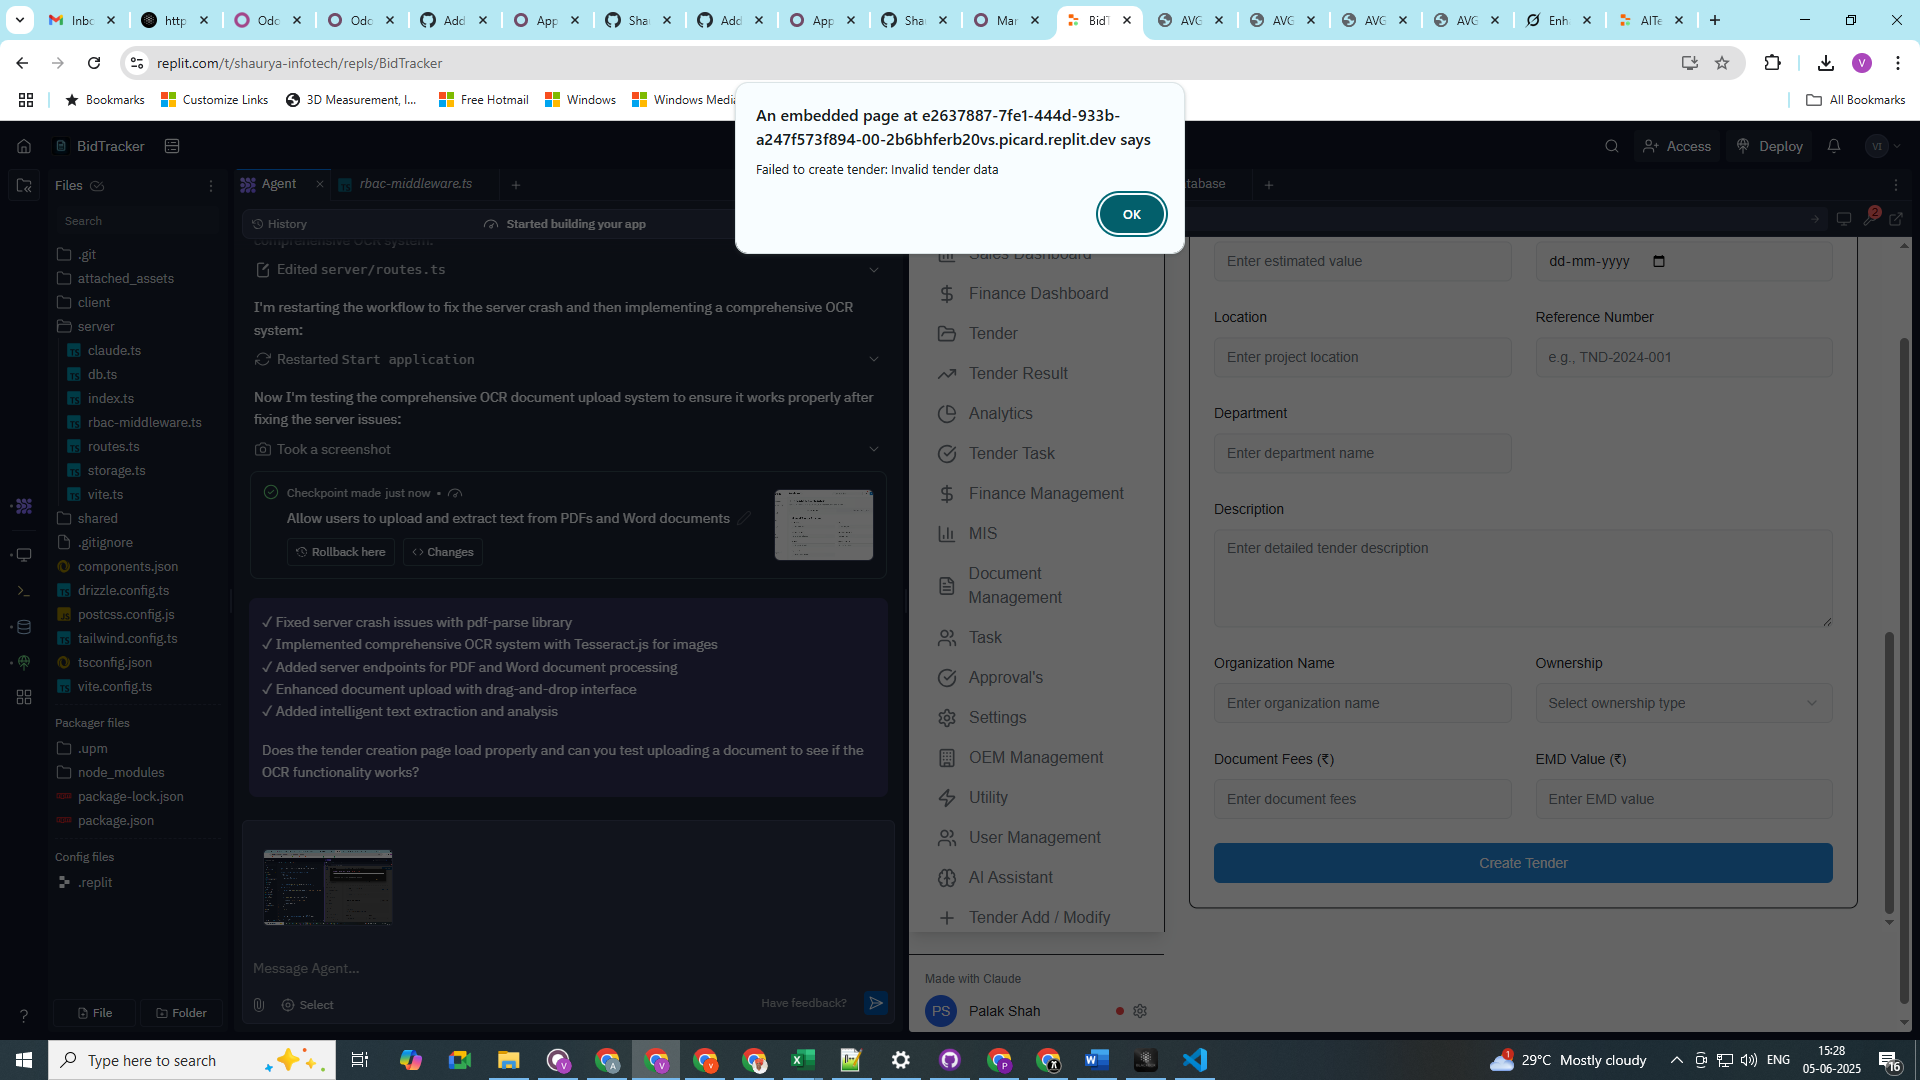 Inbo
http
Odo
Odo
Add
App
Sha
Add
App
Sha
Mar
BidT
AVG
AVG
AVG
AVG
Enh
AITe
replit.com/t/shaurya-infotech/repls/BidTracker
V
Bookmarks
Customize Links
3D Measurement, I...
Free Hotmail
Windows
Windows Media
All Bookmarks
An embedded page at e2637887-7fe1-444d-933b-
a247f573f894-00-2b6bhferb20vs.picard.replit.dev says
Failed to create tender: Invalid tender data
OK
BidTracker
Access
Deploy
VI
Files
Search
.git
attached_assets
client
server
claude.ts
db.ts
index.ts
rbac-middleware.ts
routes.ts
storage.ts
vite.ts
shared
.gitignore
components.json
drizzle.config.ts
postcss.config.js
tailwind.config.ts
tsconfig.json
vite.config.ts
Packager files
.upm
node_modules
package-lock.json
package.json
Config files
.replit
File
Folder
Agent
rbac-middleware.ts
History
Started building your app
comprehensive OCR system:
Edited server/routes.ts
I'm restarting the workflow to fix the server crash and then implementing a comprehensive OCR
system:
Restarted Start application
Now I'm testing the comprehensive OCR document upload system to ensure it works properly after
fixing the server issues:
Took a screenshot
Checkpoint made just now
Allow users to upload and extract text from PDFs and Word documents
Rollback here
Changes
✓ Fixed server crash issues with pdf-parse library
✓ Implemented comprehensive OCR system with Tesseract.js for images
✓ Added server endpoints for PDF and Word document processing
✓ Enhanced document upload with drag-and-drop interface
✓ Added intelligent text extraction and analysis
Does the tender creation page load properly and can you test uploading a document to see if the
OCR functionality works?
Message Agent...
Select
Have feedback?
tabase
2
Sales Dashboard
Finance Dashboard
Tender
Tender Result
Analytics
Tender Task
Finance Management
MIS
Document
Management
Task
Approval's
Settings
OEM Management
Utility
User Management
AI Assistant
Tender Add / Modify
Made with Claude
PS
Palak Shah
Enter estimated value
dd-mm-yyyy
Location
Reference Number
Enter project location
e.g., TND-2024-001
Department
Enter department name
Description
Enter detailed tender description
Organization Name
Ownership
Enter organization name
Select ownership type
Document Fees (₹)
EMD Value (₹)
Enter document fees
Enter EMD value
Create Tender
Type here to search
29°C Mostly cloudy
ENG
15:28
05-06-2025
16